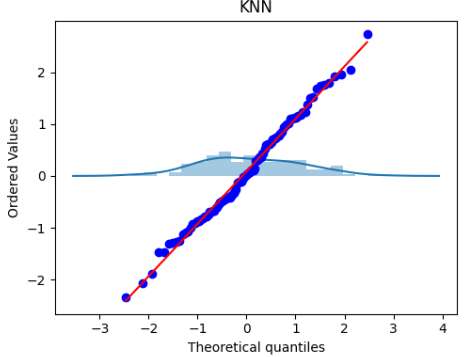 KNN
Ordered Values
2
1
0
−1
−2
−3 −2 −1 0 1 2 3 4
Theoretical quantiles